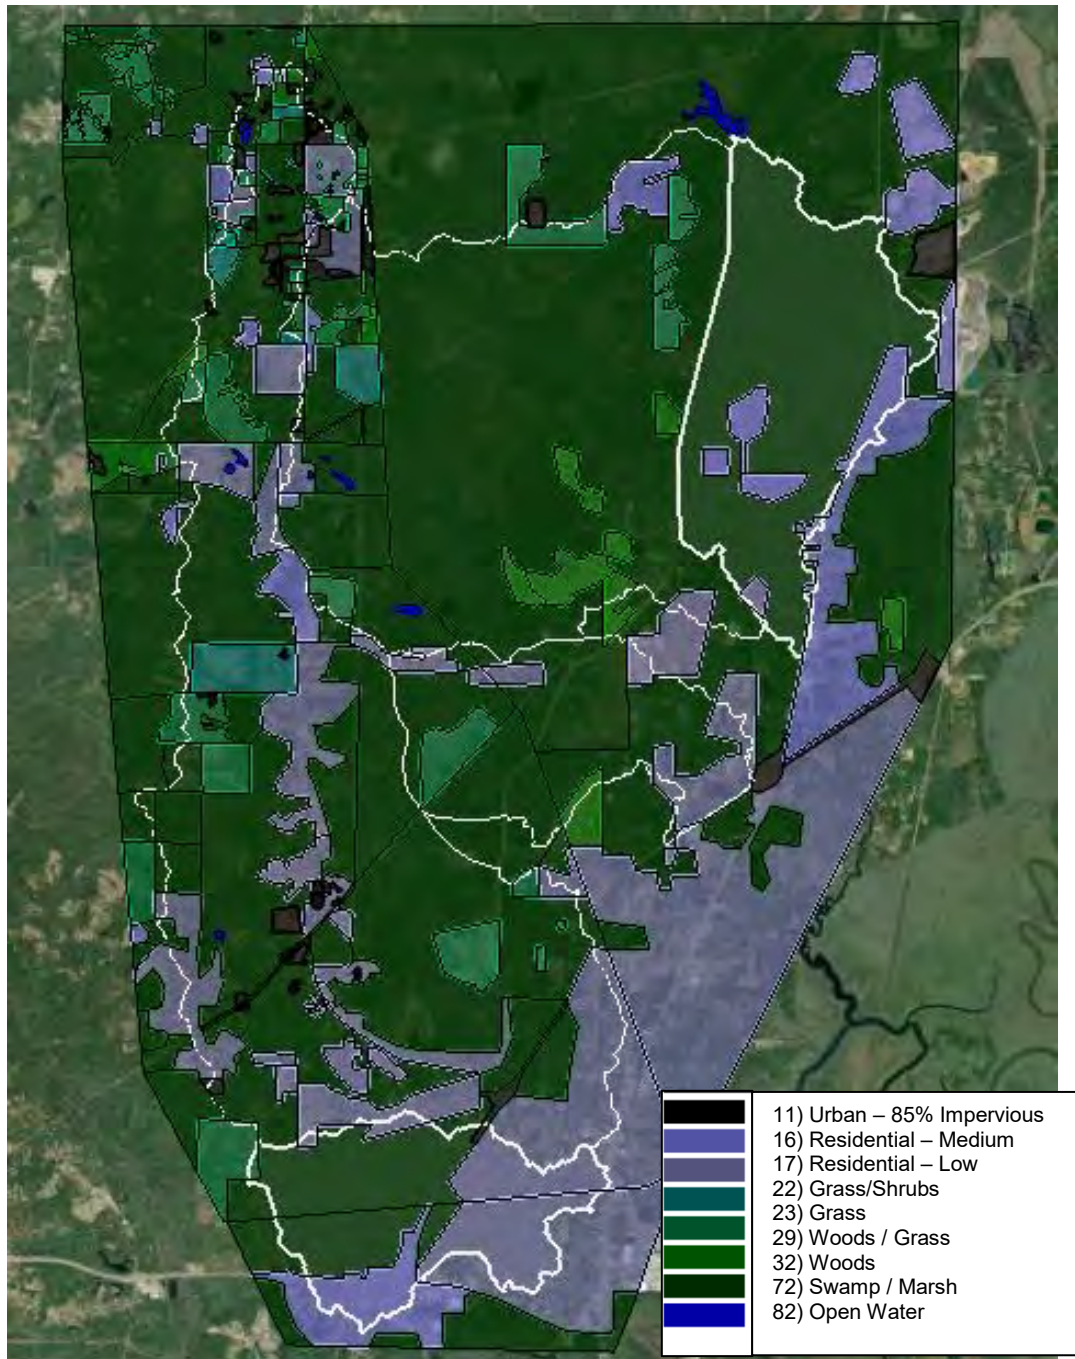 11) Urban – 85% Impervious
16) Residential – Medium
17) Residential – Low
22) Grass/Shrubs
23) Grass
29) Woods / Grass
32) Woods
72) Swamp / Marsh
82) Open Water